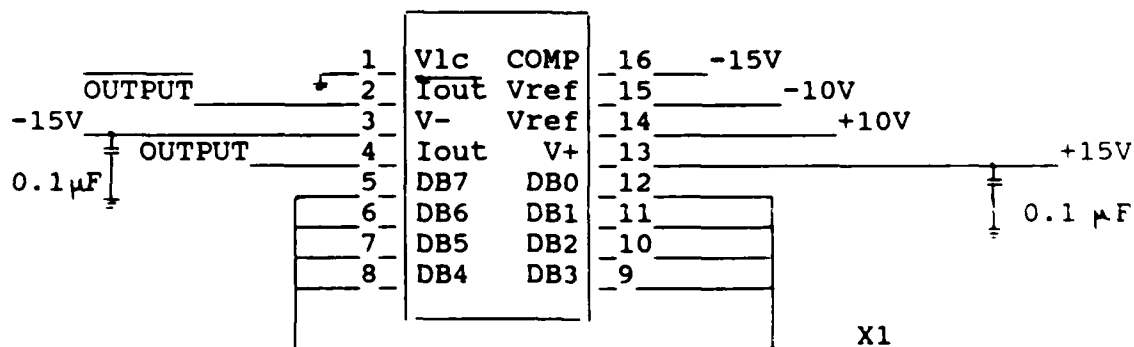 1 Vlc COMP 16 -15V
OUTPUT 2 Iout Vref 15 -10V
-15V 3 V- Vref 14 +10V
OUTPUT 4 Iout V+ 13 +15V
0.1 μF 5 DB7 DB0 12
6 DB6 DB1 11 0.1 μF
7 DB5 DB2 10
8 DB4 DB3 9
X1